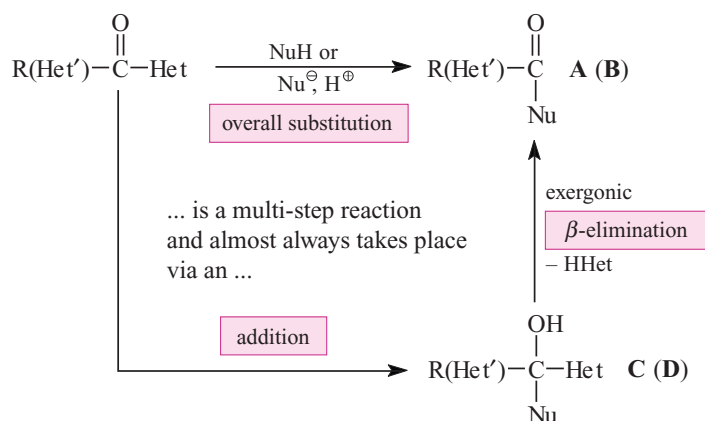 O
R(Het′)–C–Het
NuH or
Nu⊖, H⊕
overall substitution
O
R(Het′)–C
Nu
A (B)
... is a multi-step reaction
and almost always takes place
via an ...
exergonic
β-elimination
– HHet
addition
OH
R(Het′)–C–Het
Nu
C (D)